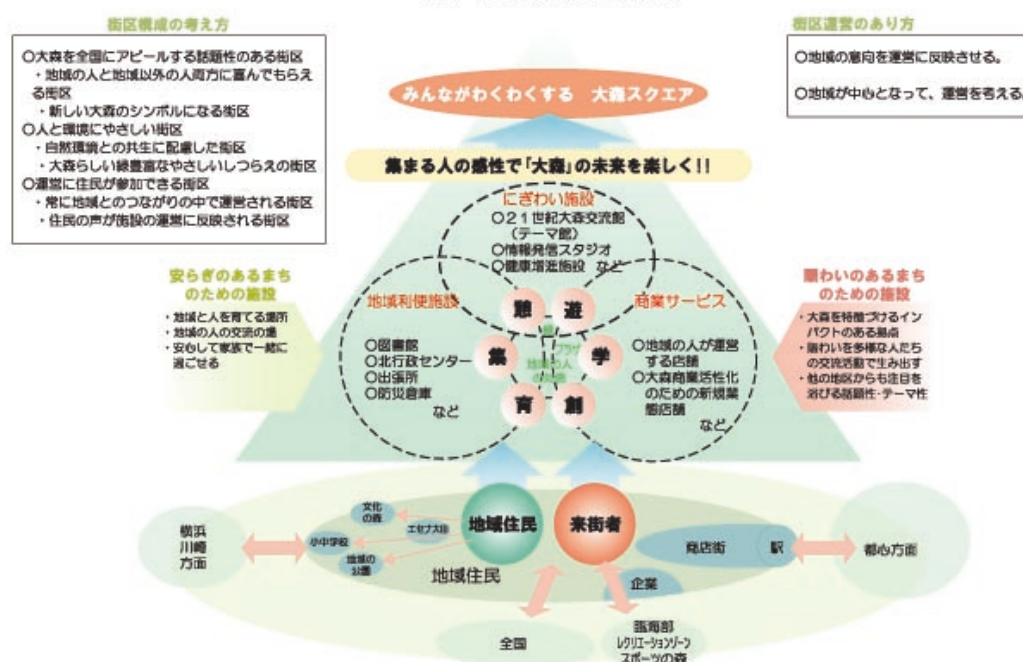 街区構成の考え方
○大森を全国にアピールする話題性のある街区
・地域の人と地域以外の人両方に喜んでもらえ
る街区
・新しい大森のシンボルになる街区
○人と環境にやさしい街区
・自然環境との共生に配慮した街区
・大森らしい緑豊富なやさしいしつらえの街区
○運営に住民が参加できる街区
・常に地域とのつながりの中で運営される街区
・住民の声が施設の運営に反映される街区
街区運営のあり方
○地域の意向を運営に反映させる。
○地域が中心となって、運営を考える。
みんながわくわくする 大森スクエア
集まる人の感性で「大森」の未来を楽しく!!
にぎわい施設
○21世紀大森交流館
(テーマ館)
○情報発信スタジオ
○健康増進施設 など
安らぎのあるまち
のための施設
・地域と人を育てる場所
・地域の人の交流の場
・安心して家族で一緒に
過ごせる
地域利便施設
○図書館
○北行政センター
○出張所
○防災倉庫
など
憩
遊
集
学
育
創
プラザ
地域の人
商業サービス
○地域の人が運営
する店舗
○大森商業活性化
のための新規業
態店舗
など
賑わいのあるまち
のための施設
・大森を特徴づけるイン
パクトのある拠点
・賑わいを多様な人たち
の交流活動で生み出す
・他の地区からも注目を
浴びる話題性・テーマ性
地域住民
来街者
文化
の森
エセナ大田
小中学校
地域の
公園
地域住民
横浜
川崎
方面
商店街
駅
都心方面
企業
全国
臨海部
レクリエーションゾーン
スポーツの森